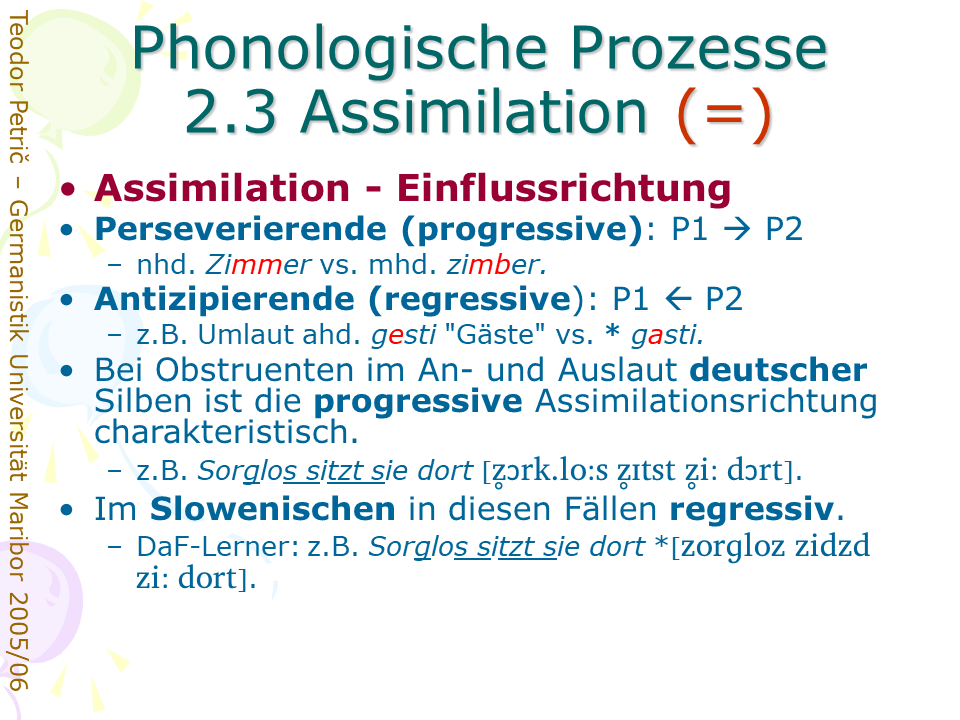 Phonologische Prozesse
2.3 Assimilation (=)
• Assimilation - Einflussrichtung
• Perseverierende (progressive): P1 → P2
– nhd. Zimmer vs. mhd. zimber.
• Antizipierende (regressive): P1 ← P2
– z.B. Umlaut ahd. gesti "Gäste" vs. * gasti.
• Bei Obstruenten im An- und Auslaut deutscher
Silben ist die progressive Assimilationsrichtung
charakteristisch.
– z.B. Sorglos sitzt sie dort [z̥ɔrk.lo:s z̥ɪtst z̥i: dɔrt].
• Im Slowenischen in diesen Fällen regressiv.
– DaF-Lerner: z.B. Sorglos sitzt sie dort *[zorgloz zidzd
zi: dort].
Teodor Petrič – Germanistik Universität Maribor 2005/06